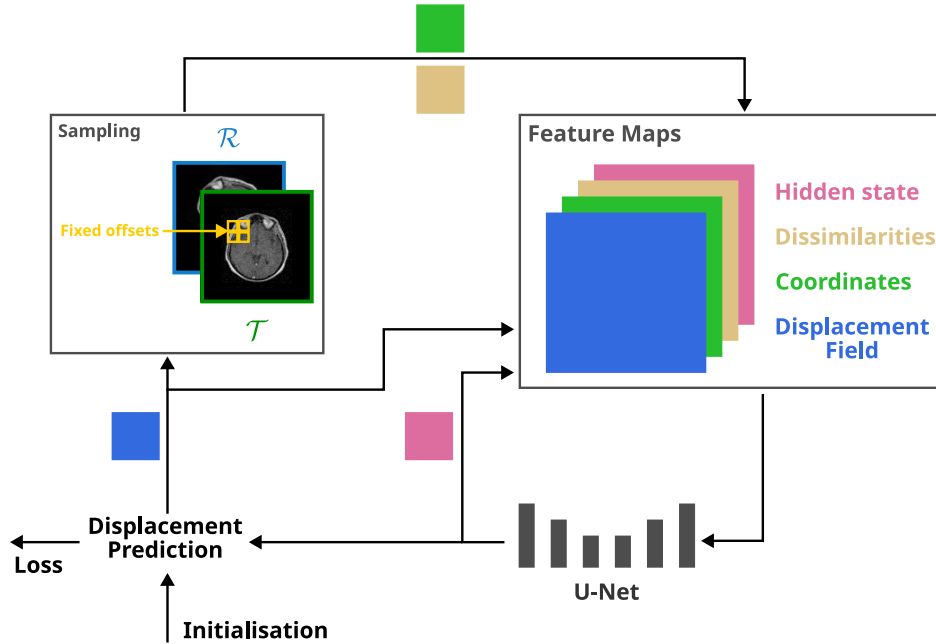 Sampling
ℛ
Fixed offsets
𝒯
Feature Maps
Hidden state
Dissimilarities
Coordinates
Displacement
Field
Displacement
Prediction
Loss
U-Net
Initialisation